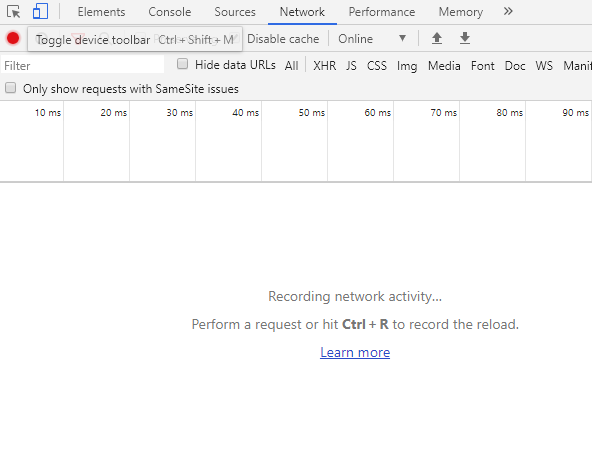 Elements Console Sources Network Performance Memory »
Toggle device toolbar Ctrl + Shift + M Disable cache Online ▼
Filter Hide data URLs All XHR JS CSS Img Media Font Doc WS Manif
Only show requests with SameSite issues
10 ms 20 ms 30 ms 40 ms 50 ms 60 ms 70 ms 80 ms 90 ms
Recording network activity...
Perform a request or hit Ctrl + R to record the reload.
Learn more